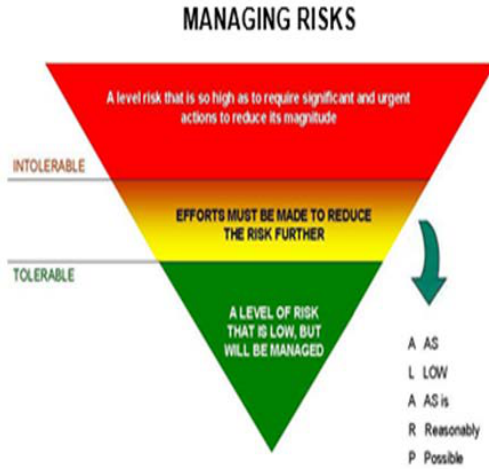 MANAGING RISKS
A level risk that is so high as to require significant and urgent
actions to reduce its magnitude
INTOLERABLE
EFFORTS MUST BE MADE TO REDUCE
THE RISK FURTHER
TOLERABLE
A LEVEL OF RISK
THAT IS LOW, BUT
WILL BE MANAGED
A AS
L LOW
A AS is
R Reasonably
P Possible